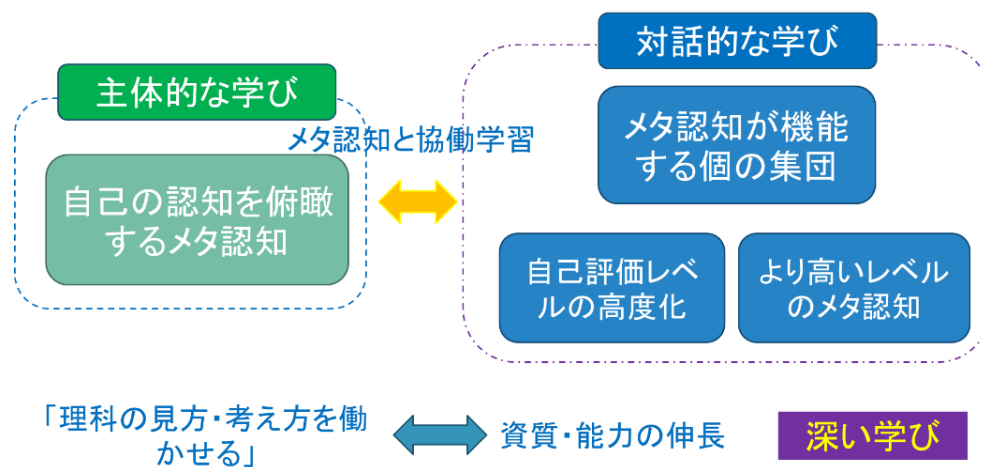 対話的な学び
主体的な学び
メタ認知が機能
する個の集団
メタ認知と協働学習
自己の認知を俯瞰
するメタ認知
自己評価レベ
ルの高度化
より高いレベル
のメタ認知
「理科の見方・考え方を働
かせる」
資質・能力の伸長
深い学び